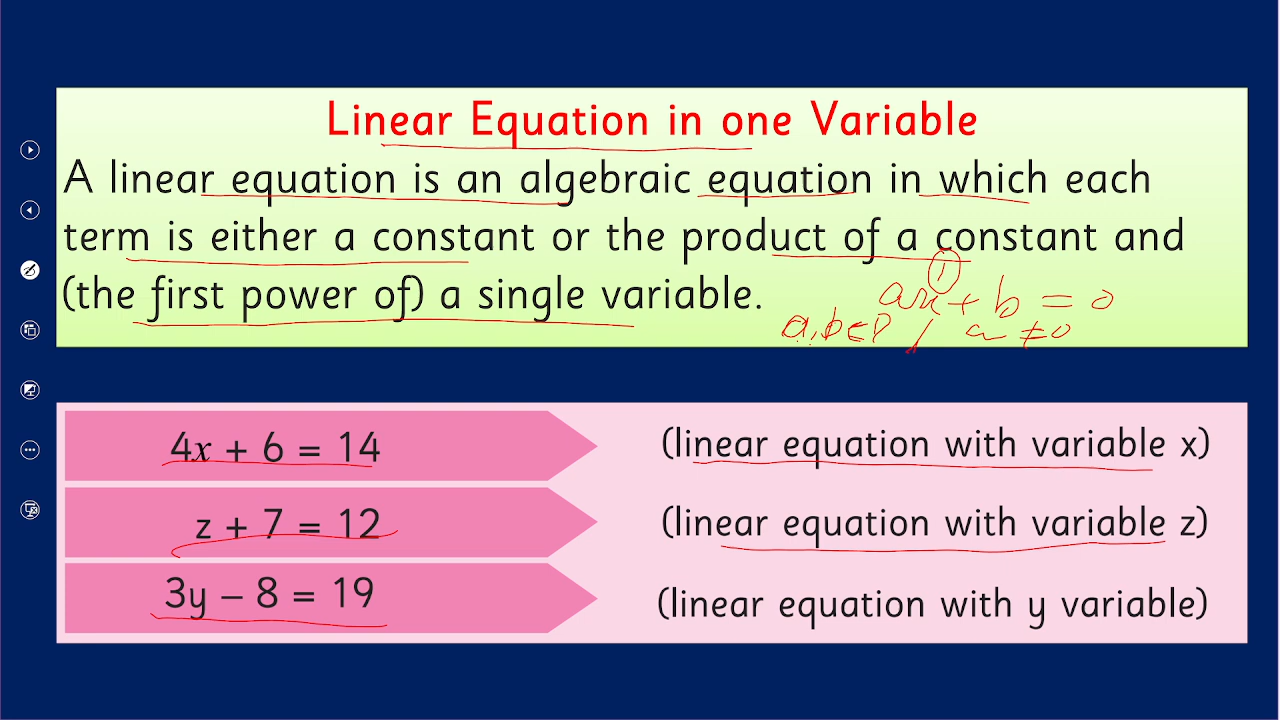 Linear Equation in one Variable
A linear equation is an algebraic equation in which each
term is either a constant or the product of a constant and
(the first power of) a single variable.
ax¹ + b = 0
a, b ∈ , a ≠ 0
4x + 6 = 14
(linear equation with variable x)
z + 7 = 12
(linear equation with variable z)
3y – 8 = 19
(linear equation with y variable)